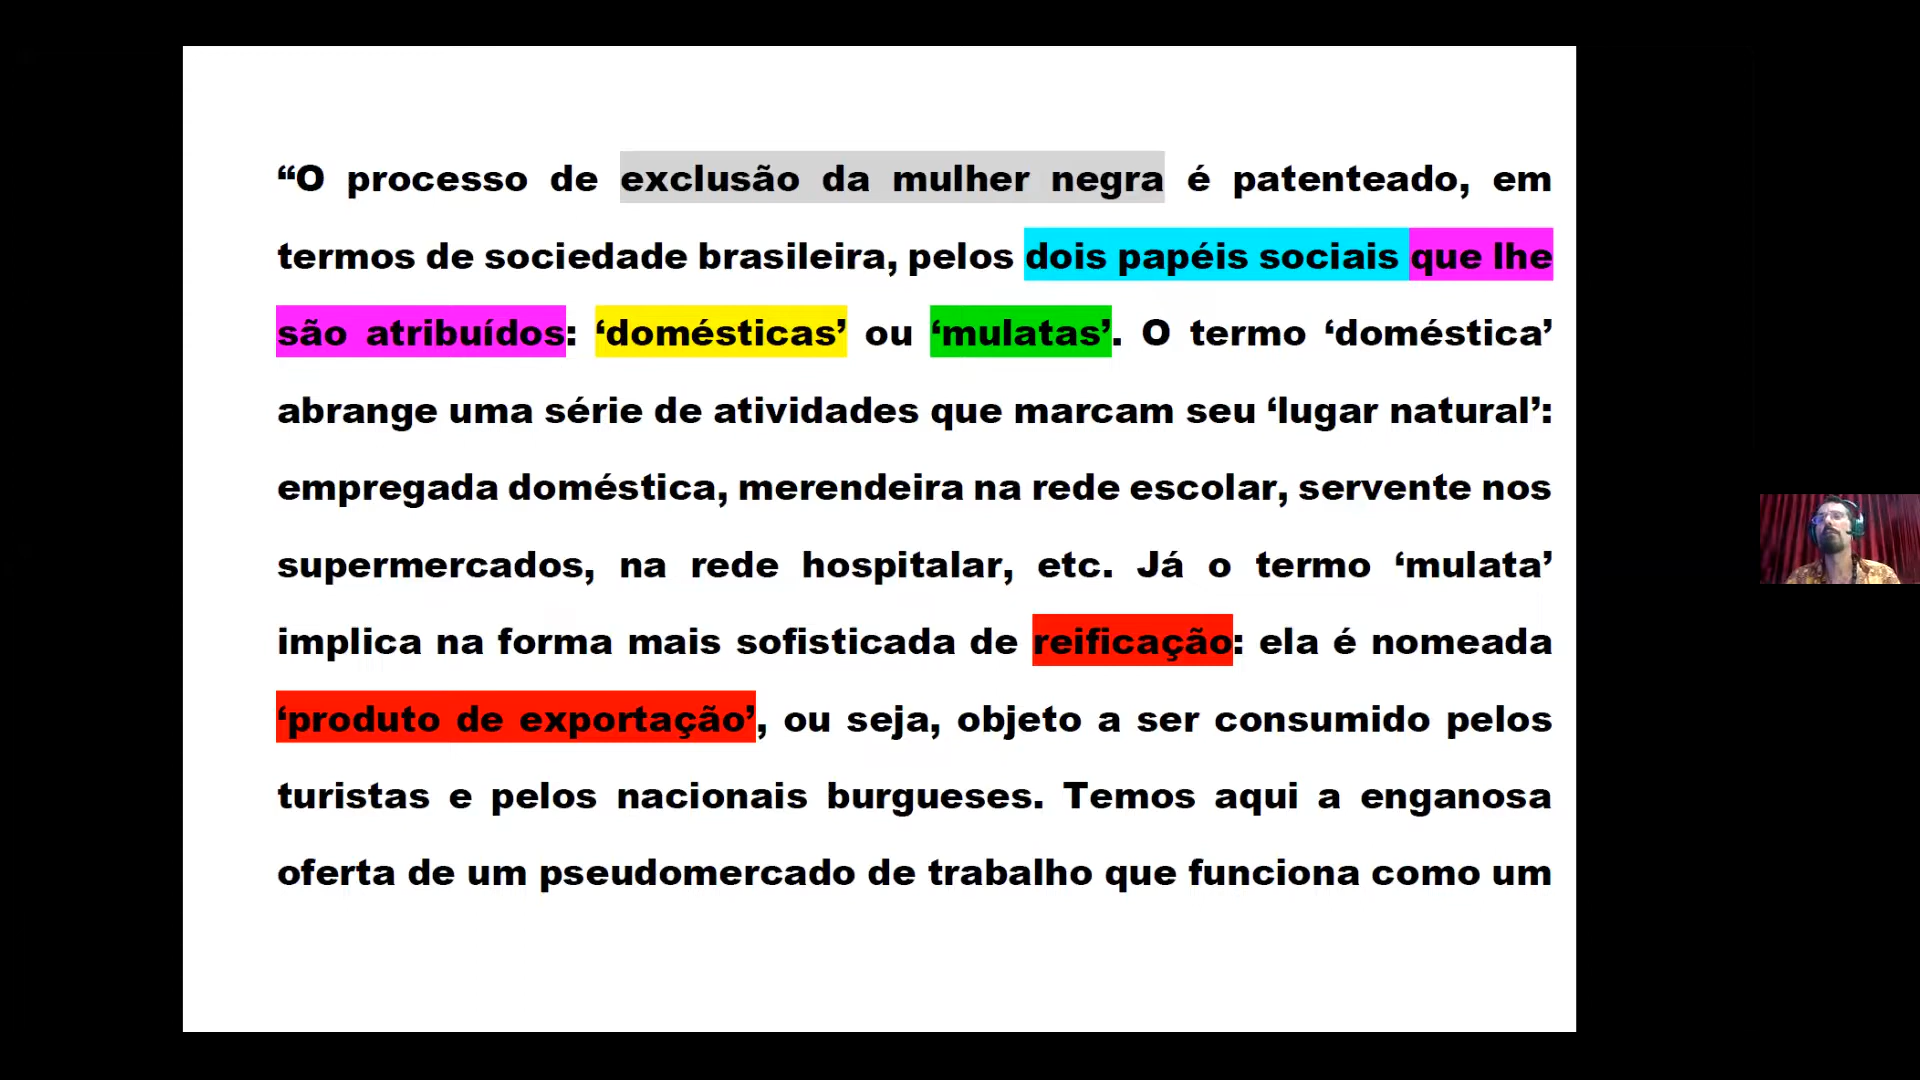 “O processo de exclusão da mulher negra é patenteado, em
termos de sociedade brasileira, pelos dois papéis sociais que lhe
são atribuídos: ‘domésticas’ ou ‘mulatas’. O termo ‘doméstica’
abrange uma série de atividades que marcam seu ‘lugar natural’:
empregada doméstica, merendeira na rede escolar, servente nos
supermercados, na rede hospitalar, etc. Já o termo ‘mulata’
implica na forma mais sofisticada de reificação: ela é nomeada
‘produto de exportação’, ou seja, objeto a ser consumido pelos
turistas e pelos nacionais burgueses. Temos aqui a enganosa
oferta de um pseudomercado de trabalho que funciona como um